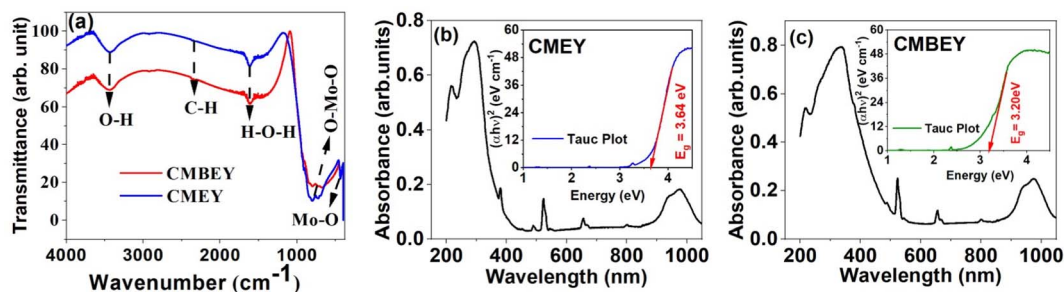 (a)
Transmittance (arb. unit)
100
80
60
40
20
0
O-H
C-H
H-O-H
O-Mo-O
Mo-O
CMBEY
CMEY
4000 3000 2000 1000
Wavenumber (cm-1)
(b)
CMEY
Absorbance (arb.units)
0.8
0.6
0.4
0.2
0.0
200 400 600 800 1000
Wavelength (nm)
(αhν)2 (eV cm-1)
60
48
36
24
12
0
Tauc Plot
Eg = 3.64 eV
1 2 3 4
Energy (eV)
(c)
CMBEY
Absorbance (arb.units)
0.8
0.6
0.4
0.2
0.0
200 400 600 800 1000
Wavelength (nm)
(αhν)2 (eV cm-1)
60
48
36
24
12
0
Tauc Plot
Eg = 3.20eV
1 2 3 4
Energy (eV)